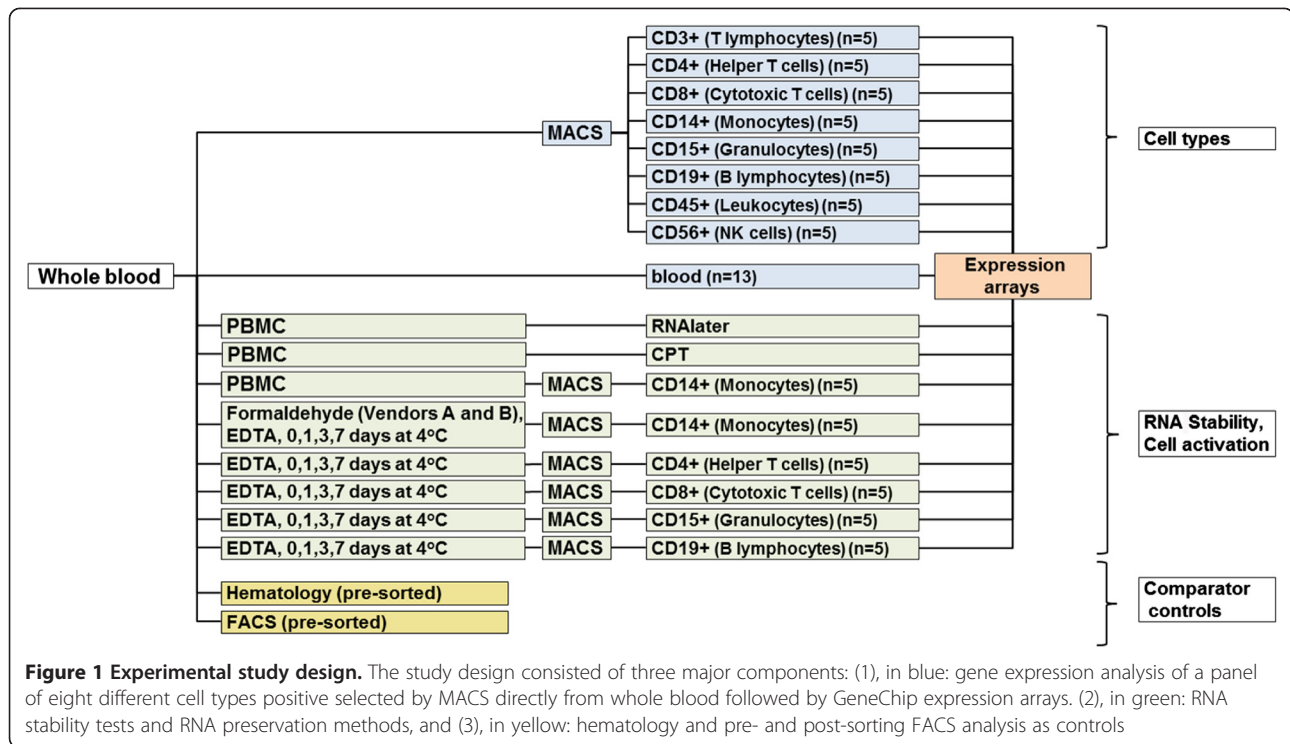 CD3+ (T lymphocytes) (n=5)
CD4+ (Helper T cells) (n=5)
CD8+ (Cytotoxic T cells) (n=5)
MACS
CD14+ (Monocytes) (n=5)
Cell types
CD15+ (Granulocytes) (n=5)
CD19+ (B lymphocytes) (n=5)
CD45+ (Leukocytes) (n=5)
CD56+ (NK cells) (n=5)
Whole blood
blood (n=13)
Expression
arrays
PBMC
RNAlater
PBMC
CPT
PBMC
MACS
CD14+ (Monocytes) (n=5)
Formaldehyde (Vendors A and B),
EDTA, 0,1,3,7 days at 4oC
MACS
CD14+ (Monocytes) (n=5)
RNA Stability,
Cell activation
EDTA, 0,1,3,7 days at 4oC
MACS
CD4+ (Helper T cells) (n=5)
EDTA, 0,1,3,7 days at 4oC
MACS
CD8+ (Cytotoxic T cells) (n=5)
EDTA, 0,1,3,7 days at 4oC
MACS
CD15+ (Granulocytes) (n=5)
EDTA, 0,1,3,7 days at 4oC
MACS
CD19+ (B lymphocytes) (n=5)
Hematology (pre-sorted)
FACS (pre-sorted)
Comparator
controls
Figure 1 Experimental study design. The study design consisted of three major components: (1), in blue: gene expression analysis of a panel
of eight different cell types positive selected by MACS directly from whole blood followed by GeneChip expression arrays. (2), in green: RNA
stability tests and RNA preservation methods, and (3), in yellow: hematology and pre- and post-sorting FACS analysis as controls